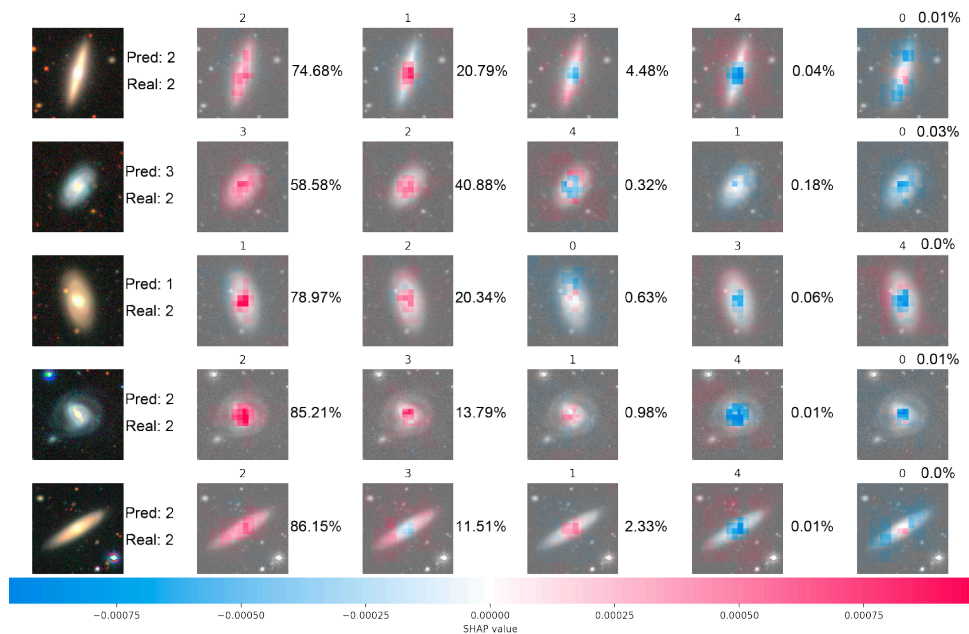 2 1 3 4 0 0.01%
Pred: 2
Real: 2
74.68% 20.79% 4.48% 0.04%
3 2 4 1 0 0.03%
Pred: 3
Real: 2
58.58% 40.88% 0.32% 0.18%
1 2 0 3 4 0.0%
Pred: 1
Real: 2
78.97% 20.34% 0.63% 0.06%
2 3 1 4 0 0.01%
Pred: 2
Real: 2
85.21% 13.79% 0.98% 0.01%
2 3 1 4 0 0.0%
Pred: 2
Real: 2
86.15% 11.51% 2.33% 0.01%
−0.00075 −0.00050 −0.00025 0.00000 0.00025 0.00050 0.00075
SHAP value